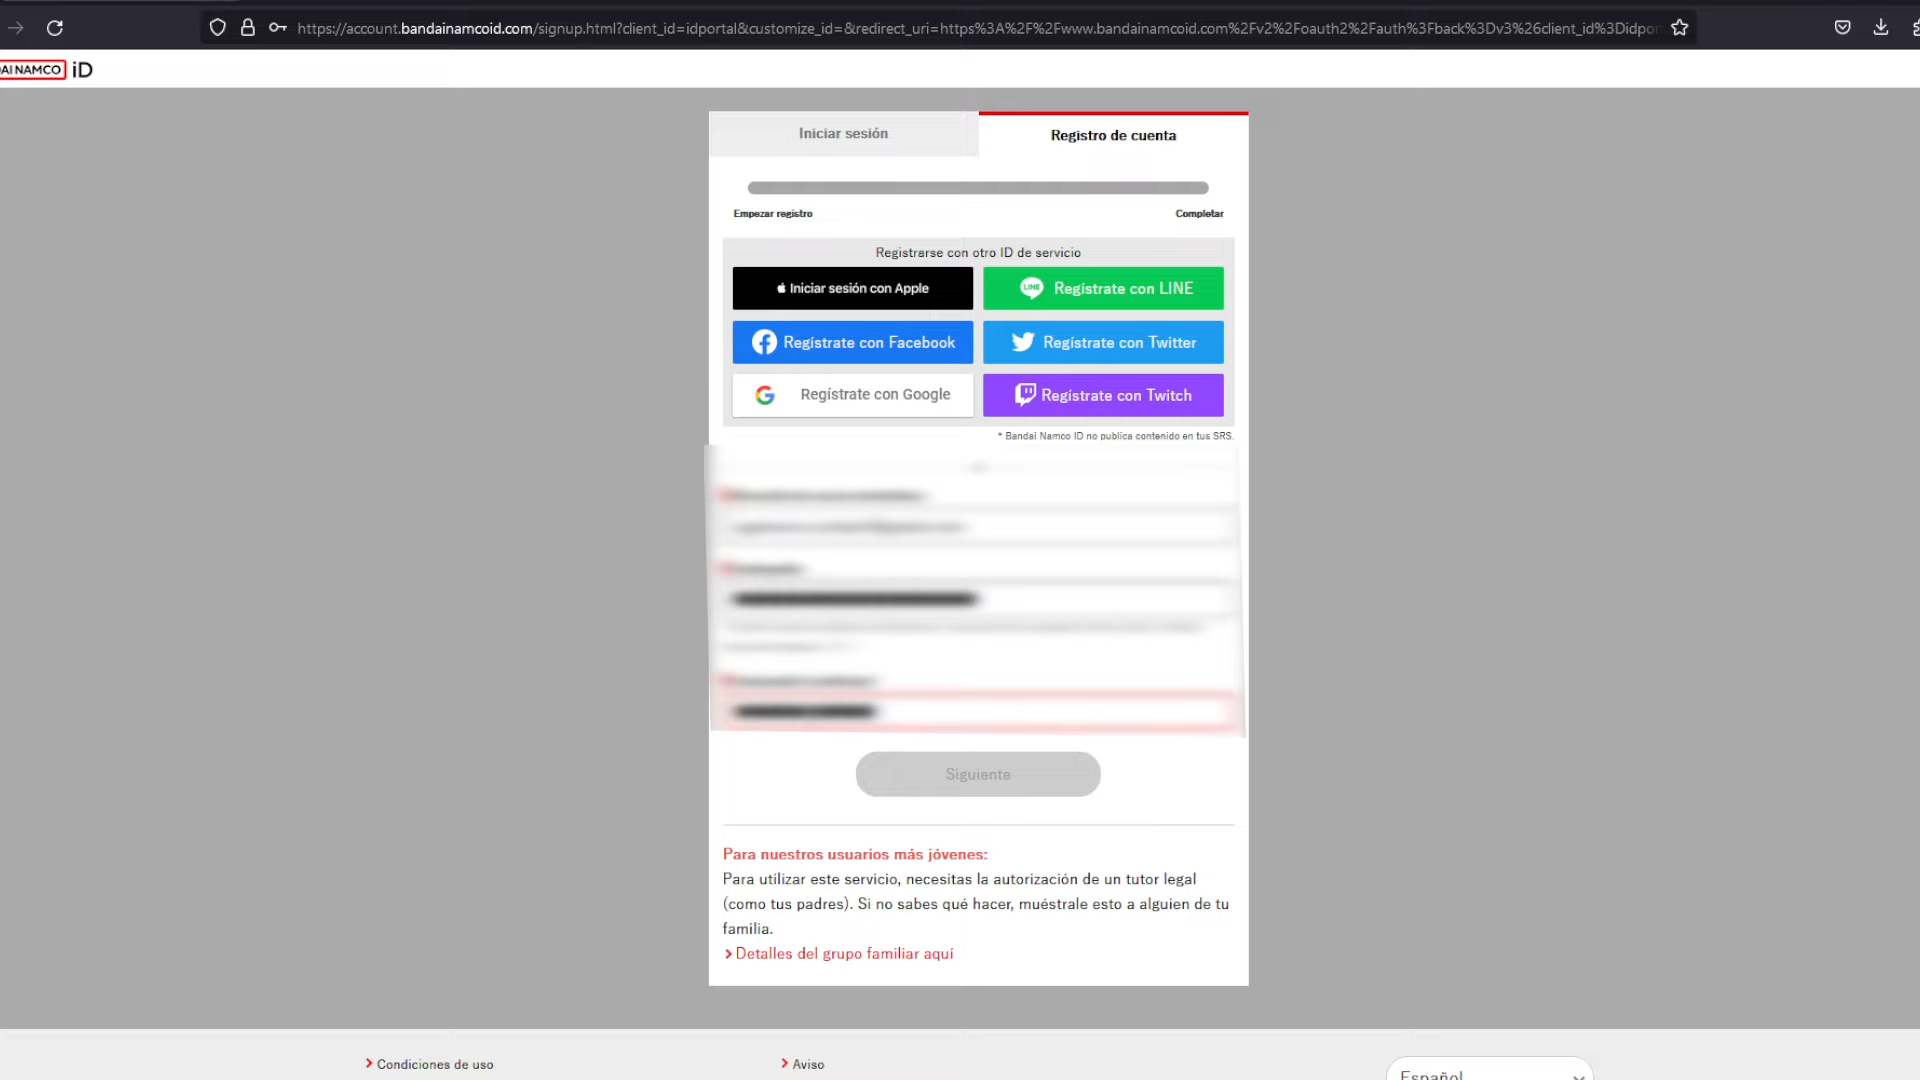 https://account.bandainamcoid.com/signup.html?client_id=idportal&customize_id=&redirect_uri=https%3A%2F%2Fwww.bandainamcoid.com%2Fv2%2Foauth2%2Fauth%3Fback%3Dv3%26client_id%3Didpor
AI NAMCO iD
Iniciar sesión
Registro de cuenta
Empezar registro
Completar
Registrarse con otro ID de servicio
Iniciar sesión con Apple
LINE Regístrate con LINE
Regístrate con Facebook
Regístrate con Twitter
Regístrate con Google
Regístrate con Twitch
* Bandai Namco ID no publica contenido en tus SRS.
Siguiente
Para nuestros usuarios más jóvenes:
Para utilizar este servicio, necesitas la autorización de un tutor legal
(como tus padres). Si no sabes qué hacer, muéstrale esto a alguien de tu
familia.
Detalles del grupo familiar aquí
Condiciones de uso
Aviso
Español